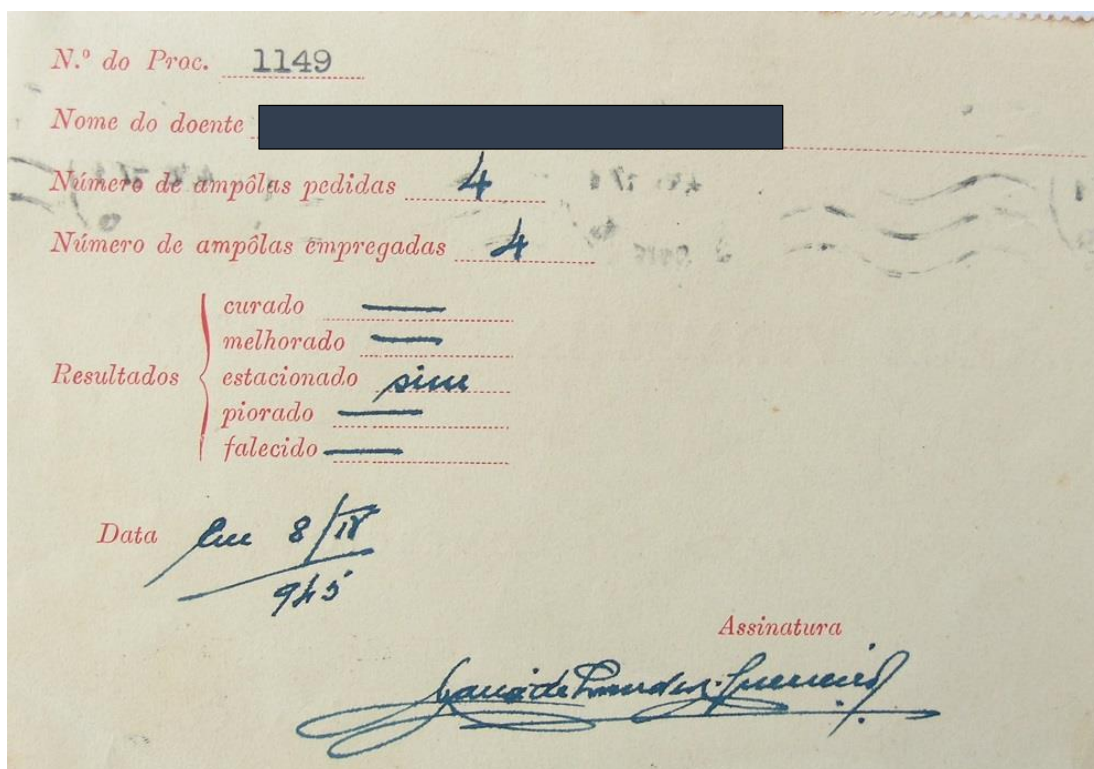 N.º do Proc. 1149
Nome do doente
Número de ampôlas pedidas 4
Número de ampôlas empregadas 4
Resultados
curado —
melhorado —
estacionado sim
piorado —
falecido —
Data Em 8/IV
945
Assinatura